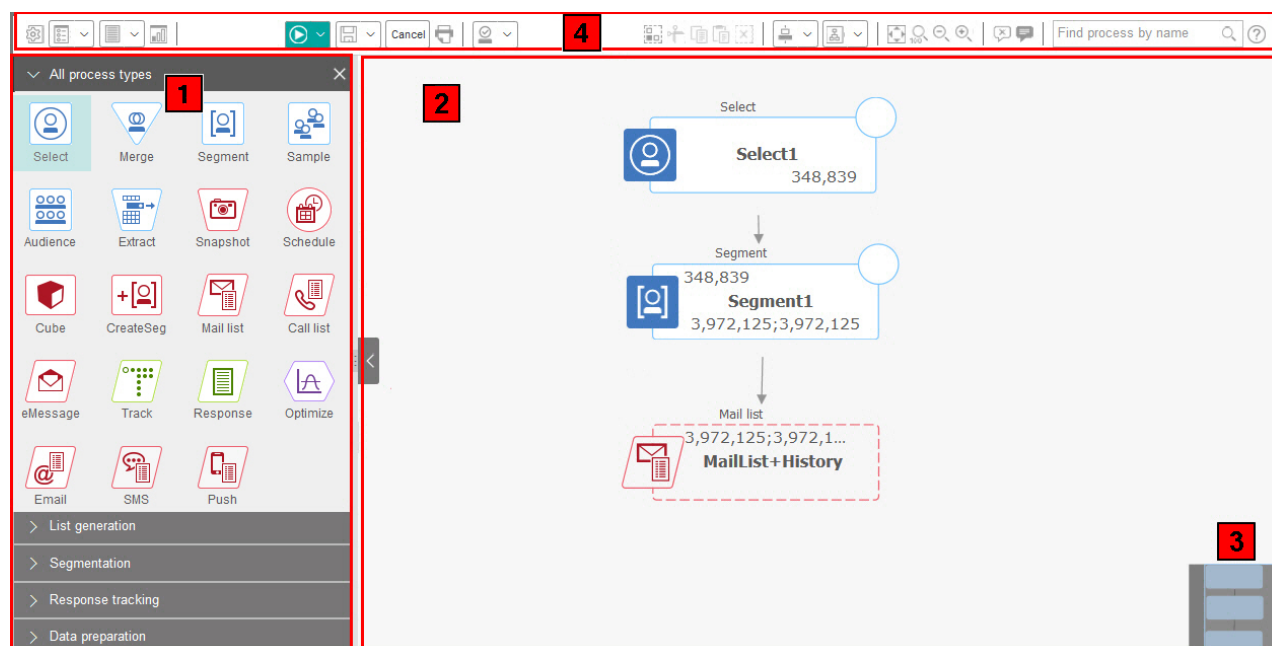 Cancel
4
100
Find process by name
?
All process types
1
Select
Merge
Segment
Sample
Audience
Extract
Snapshot
Schedule
Cube
CreateSeg
Mail list
Call list
eMessage
Track
Response
Optimize
Email
SMS
Push
List generation
Segmentation
Response tracking
Data preparation
2
Select
Select1
348,839
Segment
348,839
Segment1
3,972,125;3,972,125
Mail list
3,972,125;3,972,1...
MailList+History
3